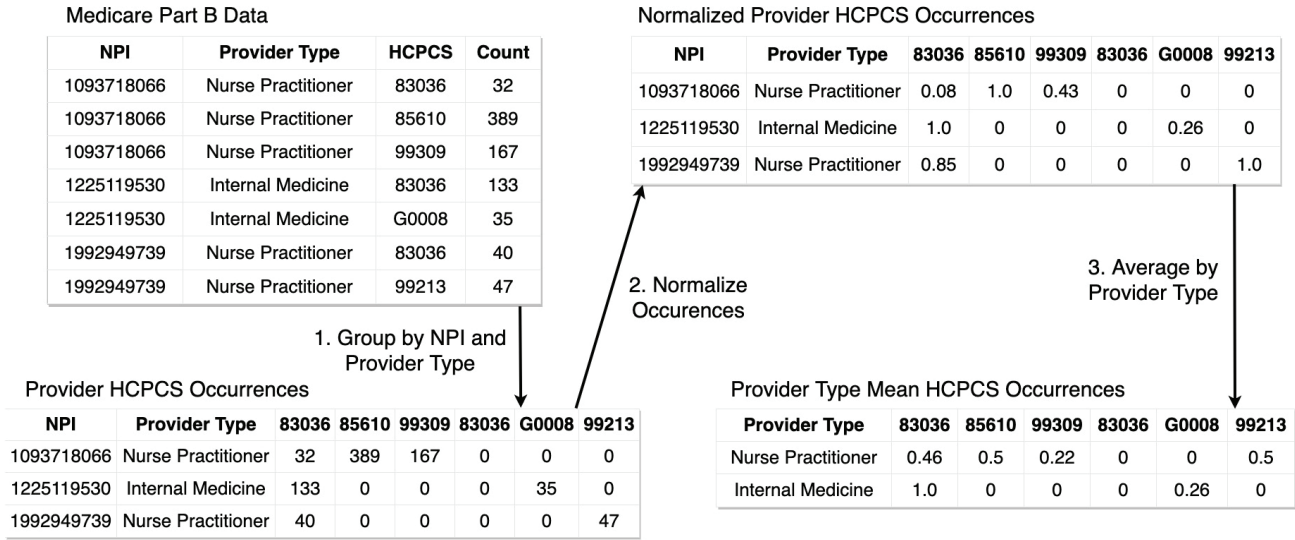 Medicare Part B Data
NPI Provider Type HCPCS Count
1093718066 Nurse Practitioner 83036 32
1093718066 Nurse Practitioner 85610 389
1093718066 Nurse Practitioner 99309 167
1225119530 Internal Medicine 83036 133
1225119530 Internal Medicine G0008 35
1992949739 Nurse Practitioner 83036 40
1992949739 Nurse Practitioner 99213 47
1. Group by NPI and
Provider Type
Provider HCPCS Occurrences
NPI Provider Type 83036 85610 99309 83036 G0008 99213
1093718066 Nurse Practitioner 32 389 167 0 0 0
1225119530 Internal Medicine 133 0 0 0 35 0
1992949739 Nurse Practitioner 40 0 0 0 0 47
2. Normalize
Occurences
Normalized Provider HCPCS Occurrences
NPI Provider Type 83036 85610 99309 83036 G0008 99213
1093718066 Nurse Practitioner 0.08 1.0 0.43 0 0 0
1225119530 Internal Medicine 1.0 0 0 0 0.26 0
1992949739 Nurse Practitioner 0.85 0 0 0 0 1.0
3. Average by
Provider Type
Provider Type Mean HCPCS Occurrences
Provider Type 83036 85610 99309 83036 G0008 99213
Nurse Practitioner 0.46 0.5 0.22 0 0 0.5
Internal Medicine 1.0 0 0 0 0.26 0